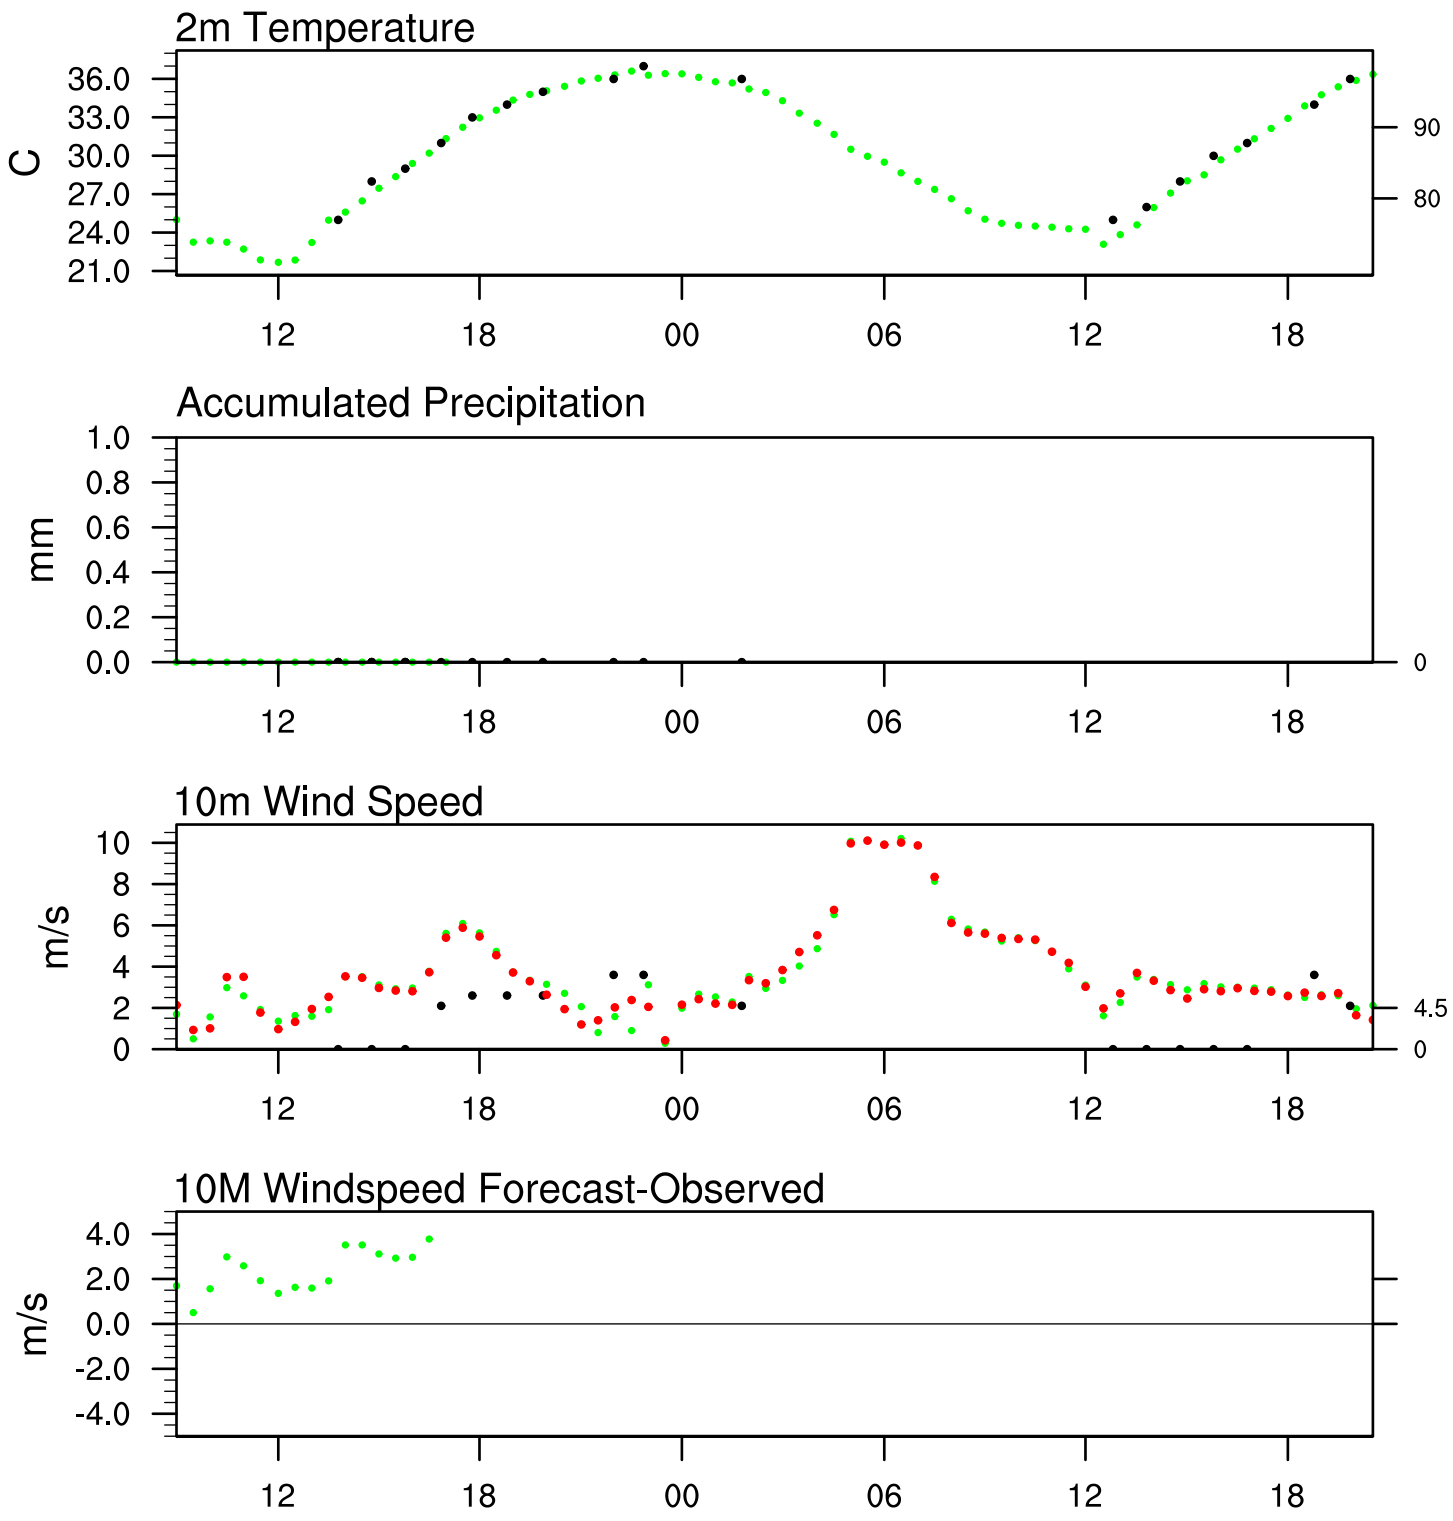 2m Temperature
36.0
33.0
30.0
27.0
24.0
21.0
C
90
80
12 18 00 06 12 18
Accumulated Precipitation
1.0
0.8
0.6
0.4
0.2
0.0
mm
0
12 18 00 06 12 18
10m Wind Speed
10
8
6
4
2
0
m/s
4.5
0
12 18 00 06 12 18
10M Windspeed Forecast-Observed
4.0
2.0
0.0
-2.0
-4.0
m/s
12 18 00 06 12 18